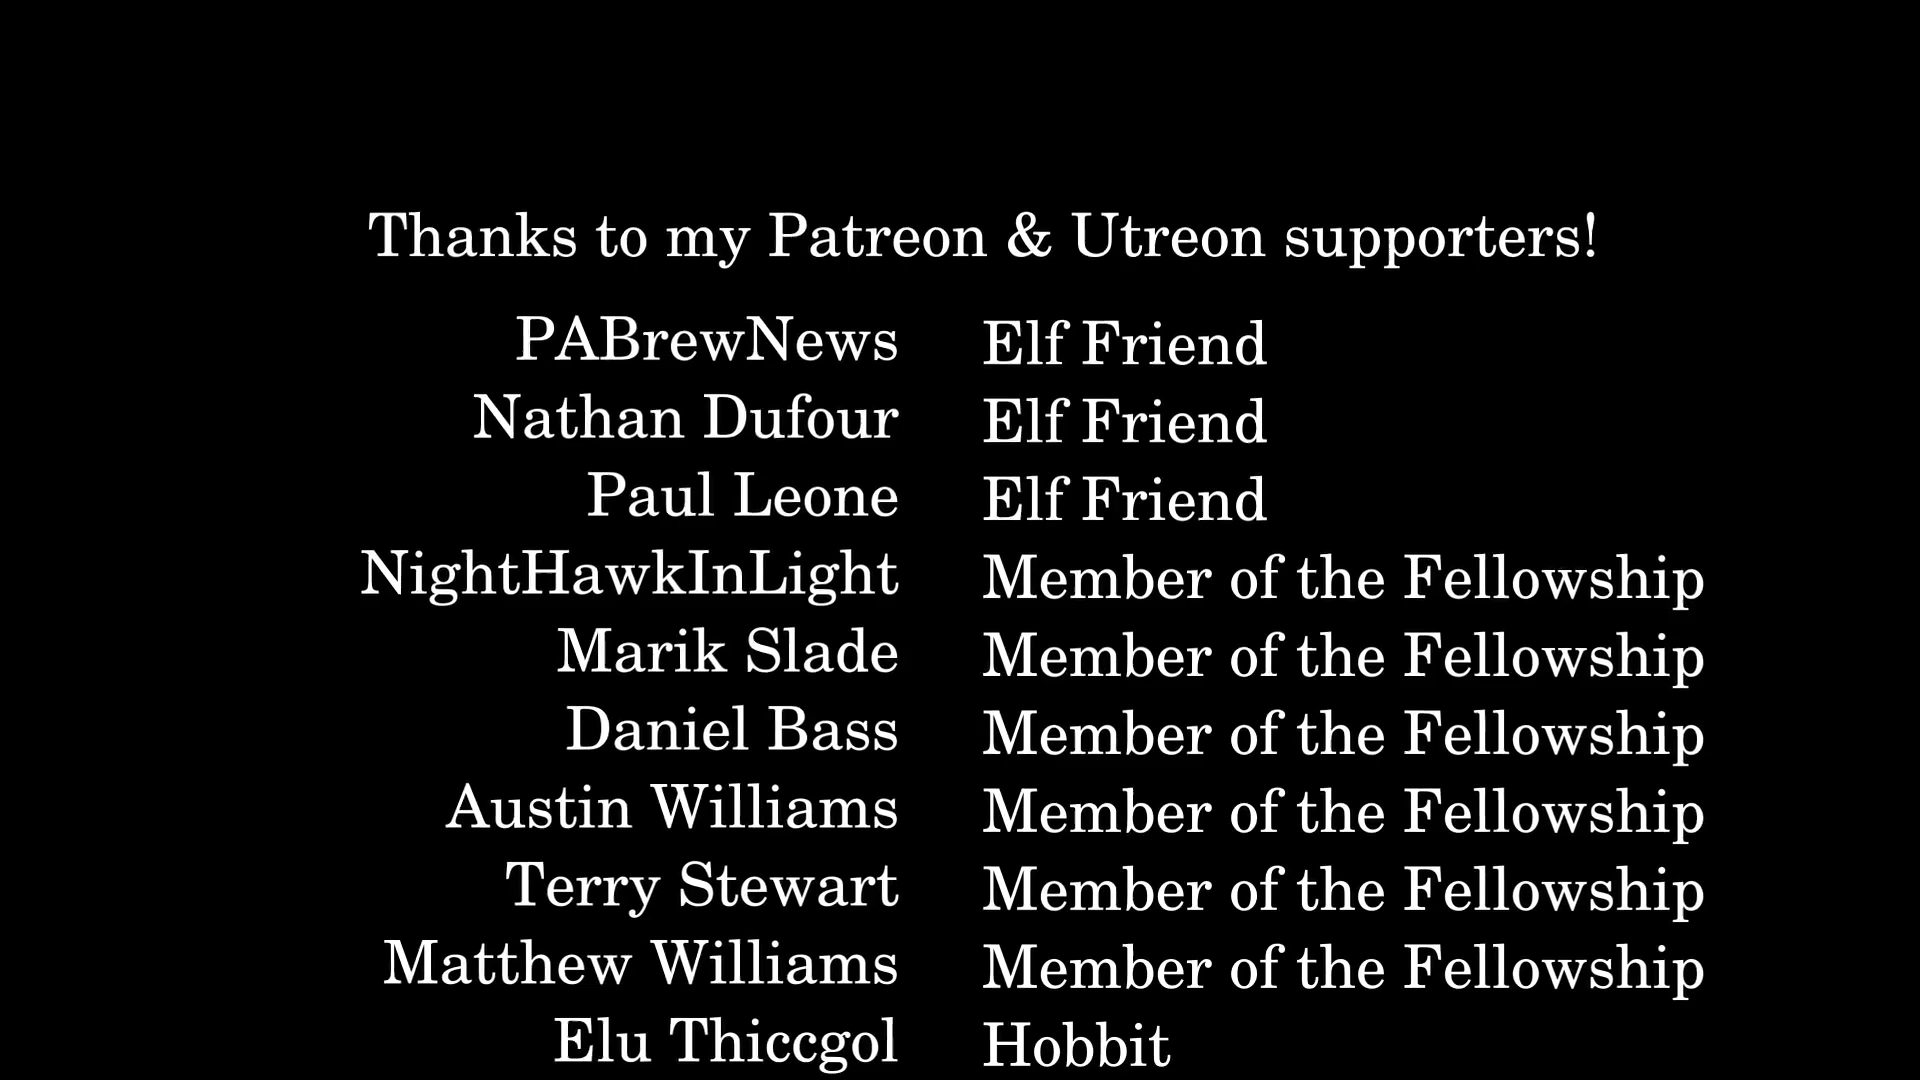 Thanks to my Patreon & Utreon supporters!
PABrewNews Elf Friend
Nathan Dufour Elf Friend
Paul Leone Elf Friend
NightHawkInLight Member of the Fellowship
Marik Slade Member of the Fellowship
Daniel Bass Member of the Fellowship
Austin Williams Member of the Fellowship
Terry Stewart Member of the Fellowship
Matthew Williams Member of the Fellowship
Elu Thiccgol Hobbit